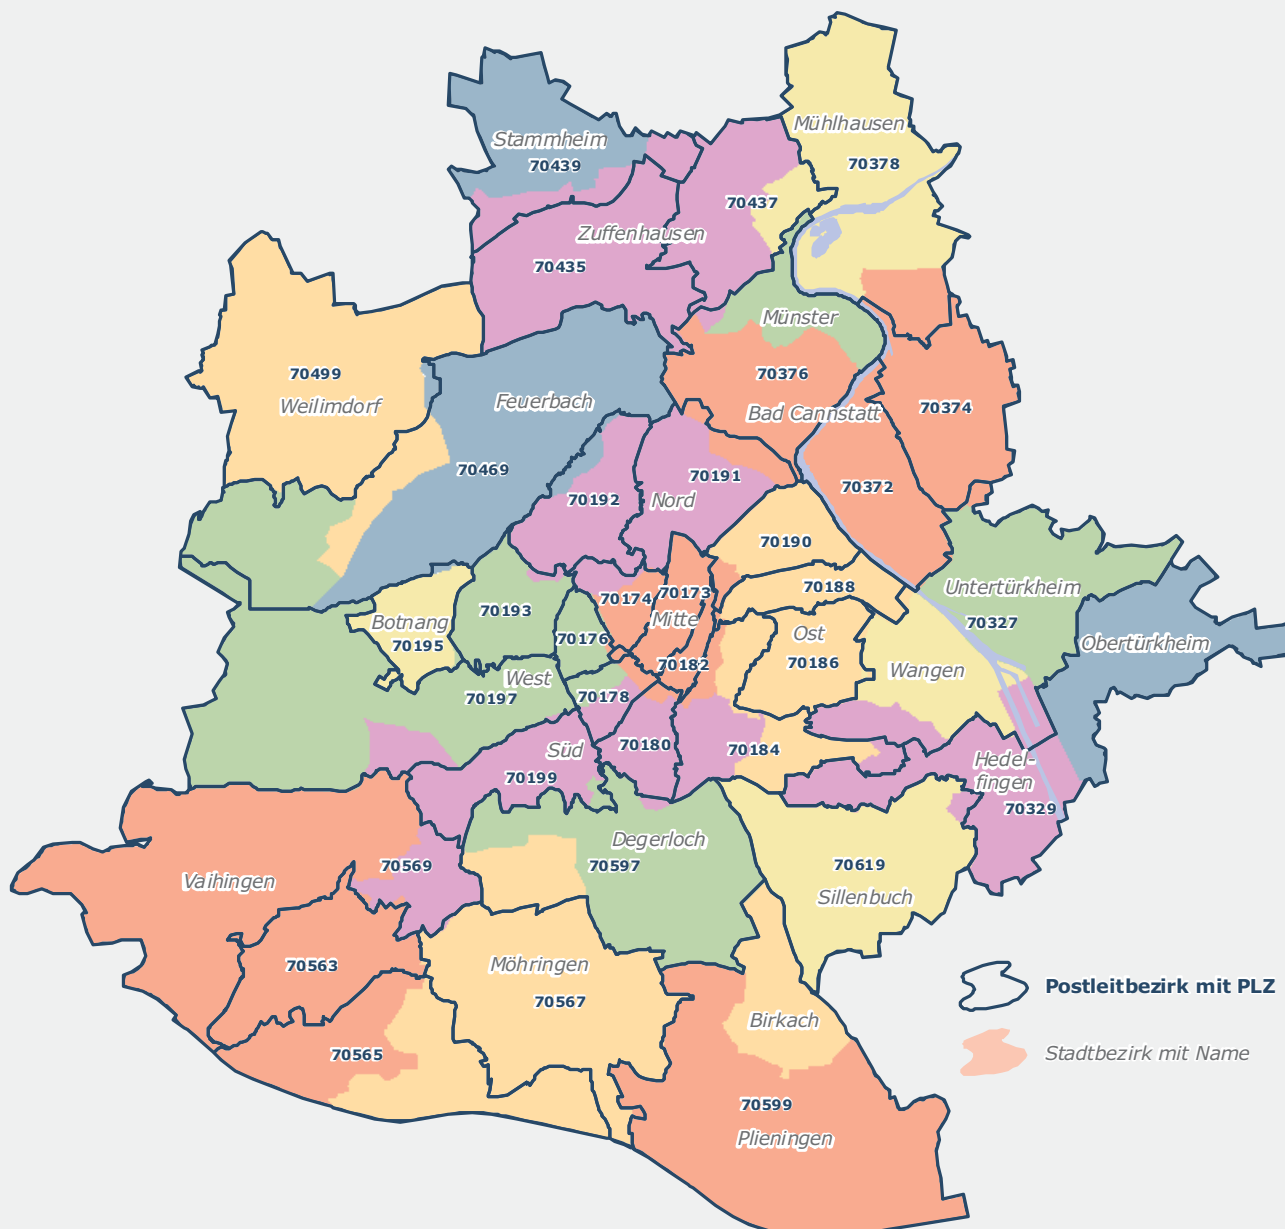 Mühlhausen
70378
Stammheim
70439
70437
Zuffenhausen
70435
Münster
70499
Weilimdorf
70376
Feuerbach
Bad Cannstatt
70374
70469
70191
70192
Nord
70372
70190
Untertürkheim
70188
70327
70174
70173
70193
Mitte
Botnang
70195
70176
Ost
70186
Obertürkheim
70182
Wangen
West
70197
70178
Süd
70180
70184
70199
Hedel-
fingen
70329
Degerloch
70597
70569
70619
Vaihingen
Sillenbuch
70563
Möhringen
70567
Postleitbezirk mit PLZ
Birkach
70565
Stadtbezirk mit Name
70599
Plieningen